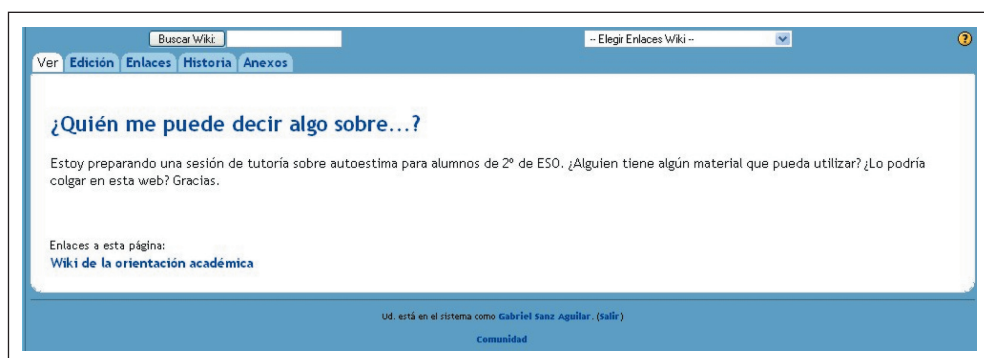 Buscar Wiki:
-- Elegir Enlaces Wiki --
?
Ver Edición Enlaces Historia Anexos
¿Quién me puede decir algo sobre...?
Estoy preparando una sesión de tutoría sobre autoestima para alumnos de 2º de ESO. ¿Alguien tiene algún material que pueda utilizar? ¿Lo podría
colgar en esta web? Gracias.
Enlaces a esta página:
Wiki de la orientación académica
Ud. está en el sistema como Gabriel Sanz Aguilar. (Salir)
Comunidad